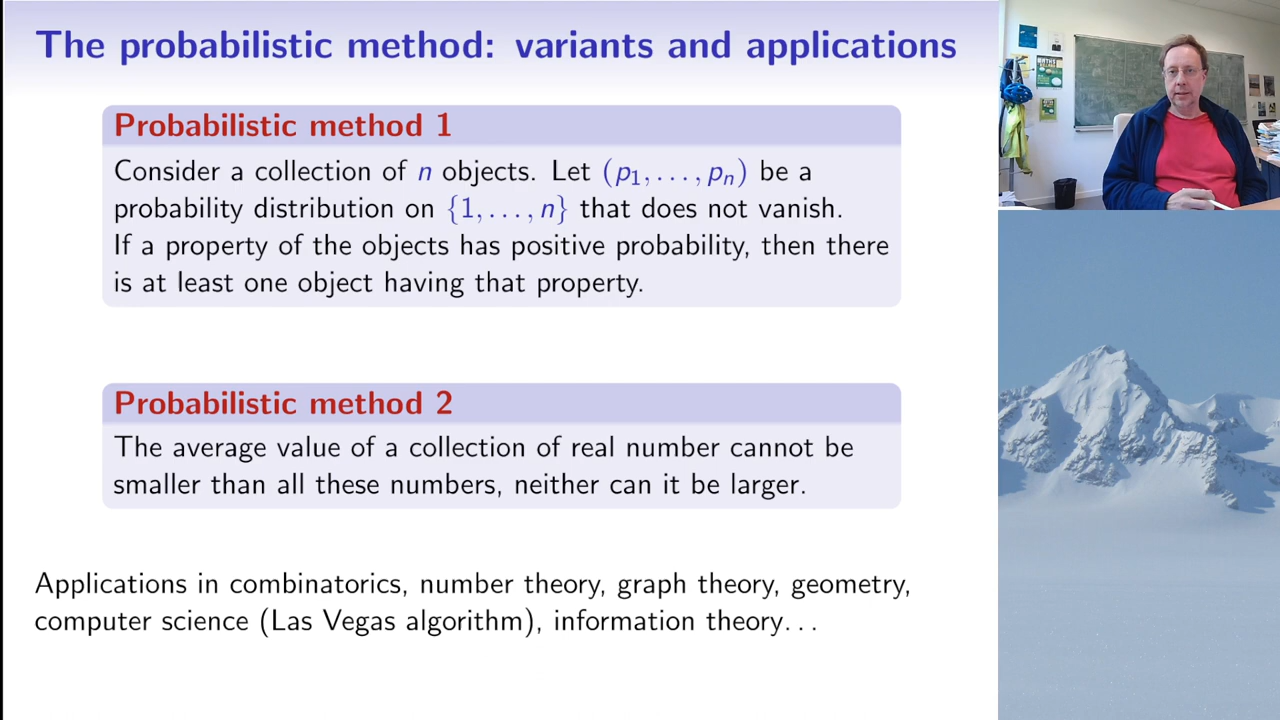 The probabilistic method: variants and applications
Probabilistic method 1
Consider a collection of n objects. Let (p₁, . . . , pₙ) be a
probability distribution on {1, . . . , n} that does not vanish.
If a property of the objects has positive probability, then there
is at least one object having that property.
Probabilistic method 2
The average value of a collection of real number cannot be
smaller than all these numbers, neither can it be larger.
Applications in combinatorics, number theory, graph theory, geometry,
computer science (Las Vegas algorithm), information theory. . .